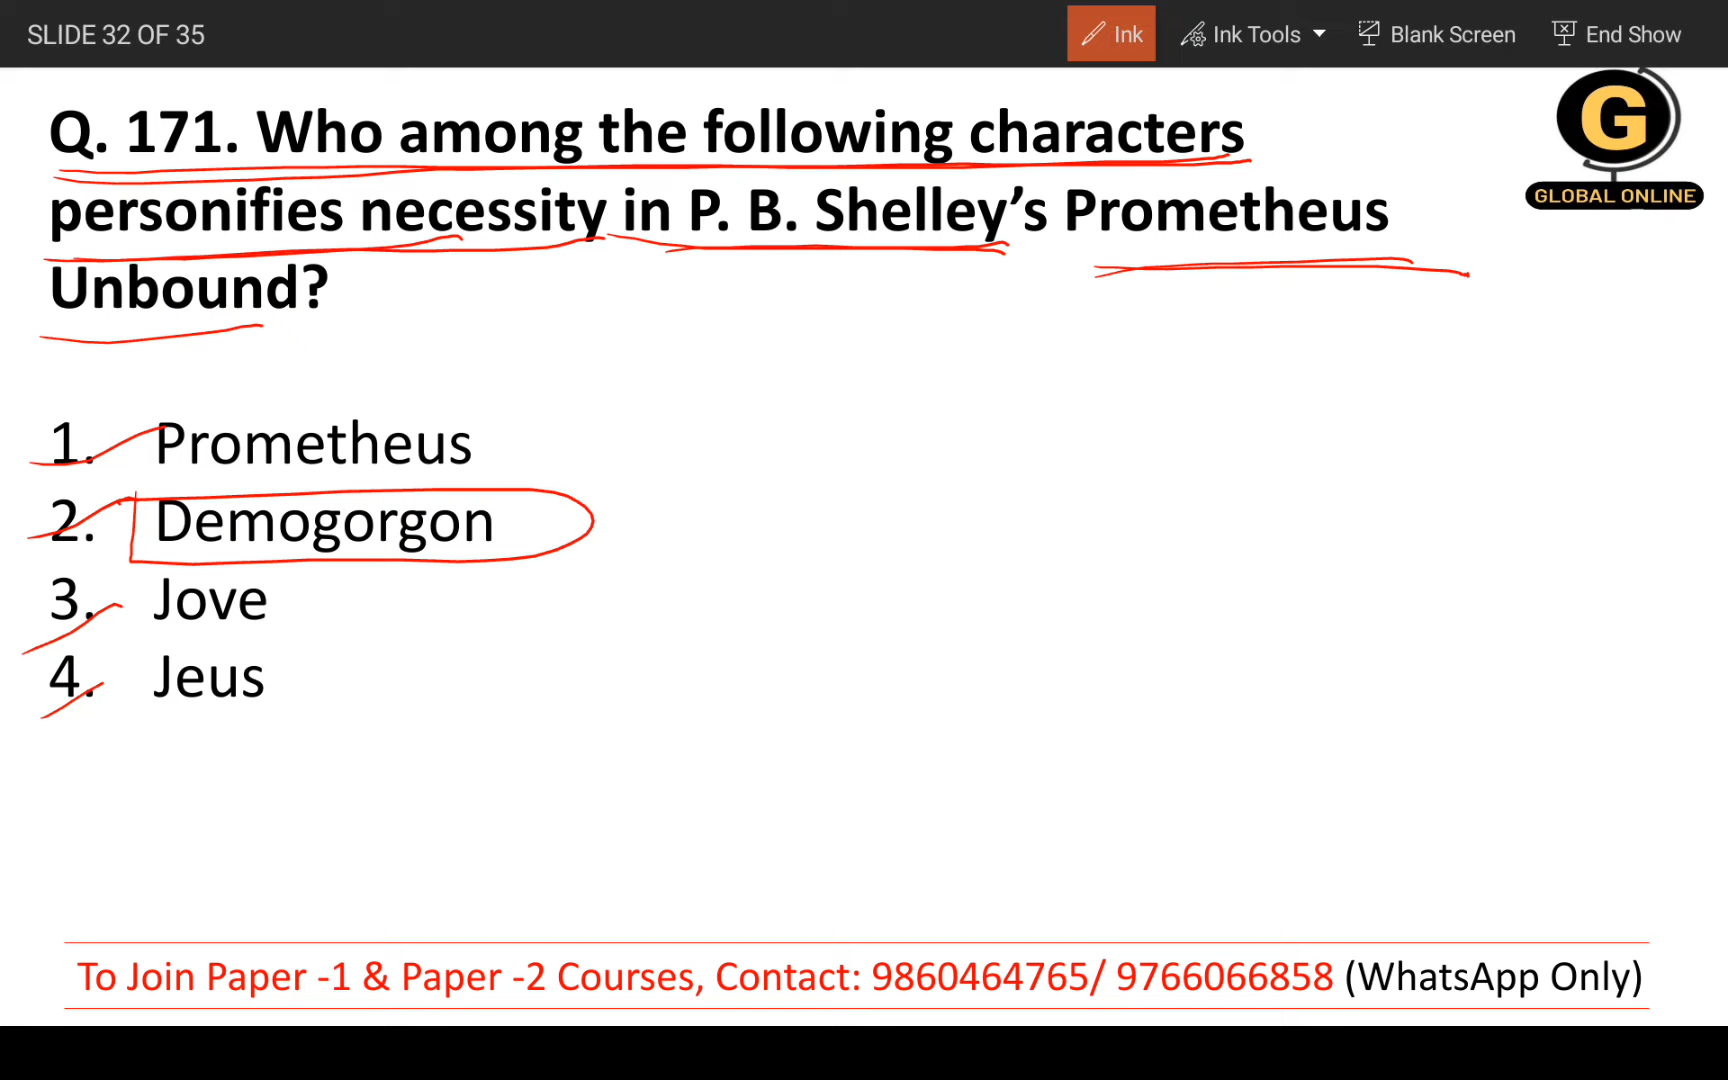 SLIDE 32 OF 35 Ink Ink Tools Blank Screen End Show
G
GLOBAL ONLINE
Q. 171. Who among the following characters
personifies necessity in P. B. Shelley’s Prometheus
Unbound?
1. Prometheus
2. Demogorgon
3. Jove
4. Jeus
To Join Paper -1 & Paper -2 Courses, Contact: 9860464765/ 9766066858 (WhatsApp Only)